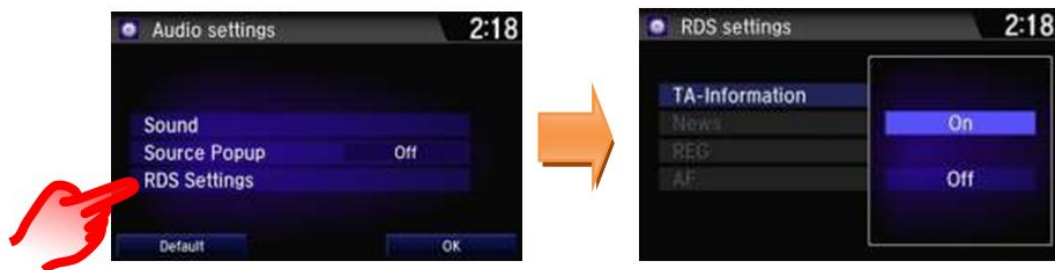 Audio settings 2:18
Sound
Source Popup Off
RDS Settings
Default OK
RDS settings 2:18
TA-Information
News
REG
AF
On
Off